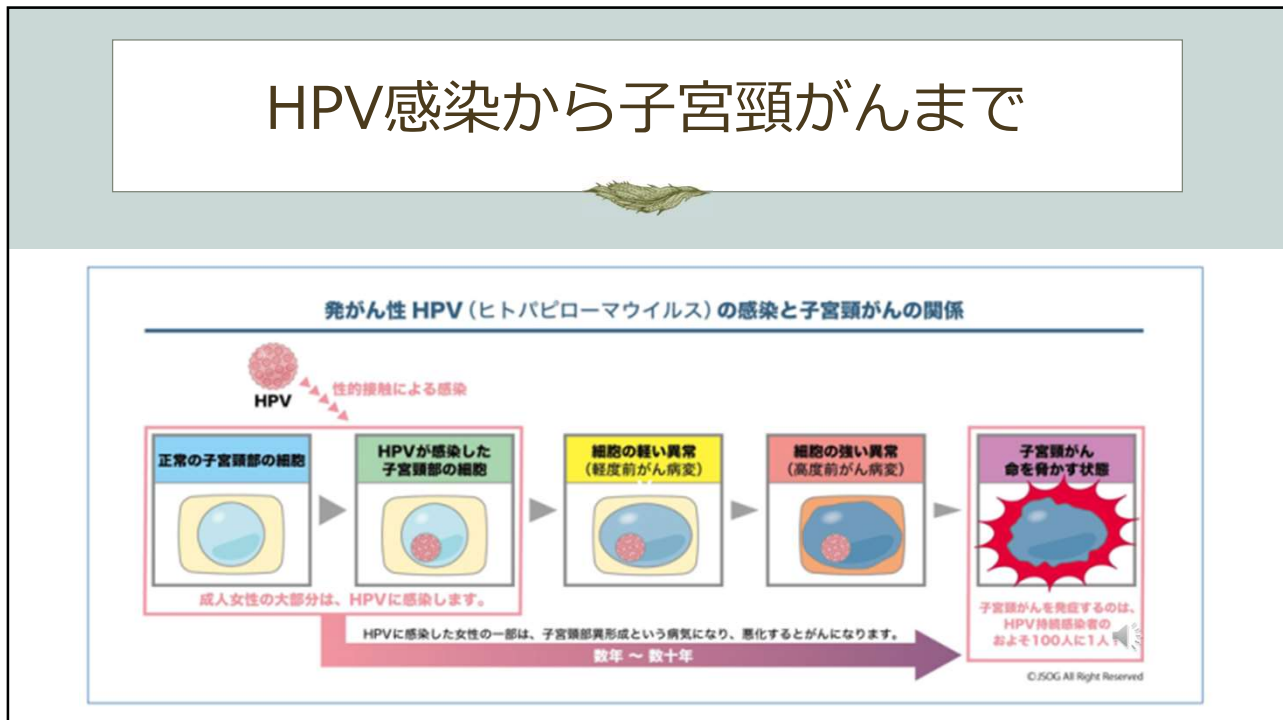 HPV感染から子宮頸がんまで
発がん性 HPV（ヒトパピローマウイルス）の感染と子宮頸がんの関係
HPV
性的接触による感染
正常の子宮頸部の細胞
HPVが感染した
子宮頸部の細胞
細胞の軽い異常
（軽度前がん病変）
細胞の強い異常
（高度前がん病変）
子宮頸がん
命を脅かす状態
成人女性の大部分は、HPVに感染します。
子宮頸がんを発症するのは、
HPV持続感染者の
およそ100人に1人
HPVに感染した女性の一部は、子宮頸部異形成という病気になり、悪化するとがんになります。
数年 ～ 数十年
©JSOG All Right Reserved